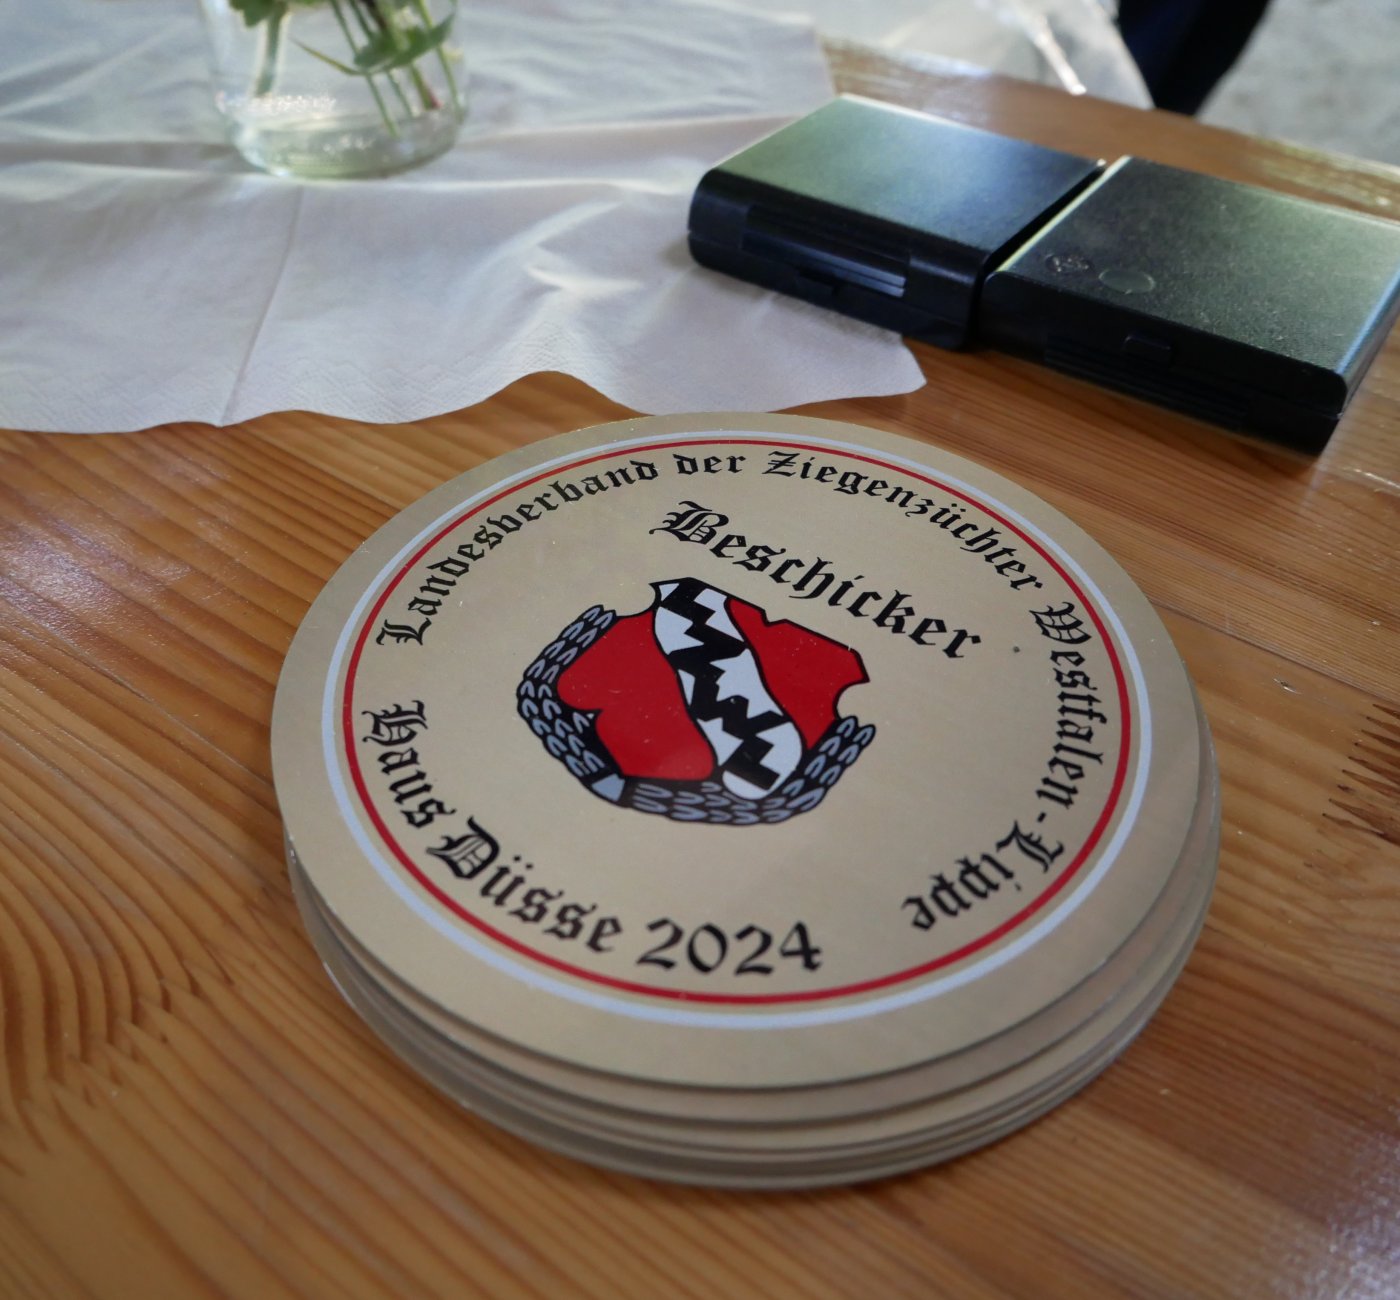 Landesverband der Ziegenzüchter Westfalen - Lippe
Beschicker
Haus Düsse 2024